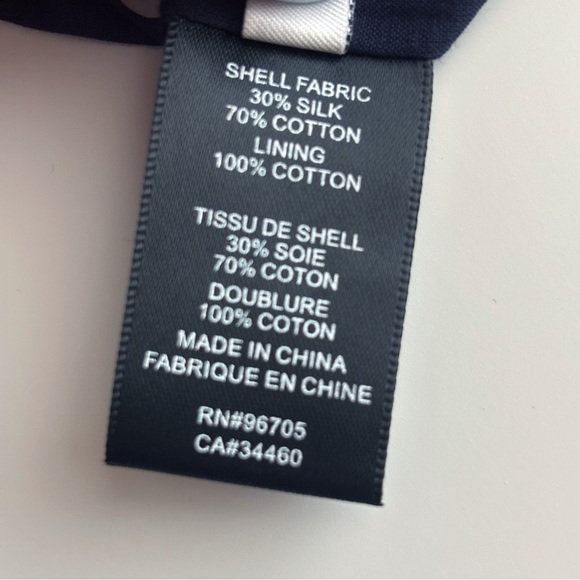 SHELL FABRIC
30% SILK
70% COTTON
LINING
100% COTTON
TISSU DE SHELL
30% SOIE
70% COTON
DOUBLURE
100% COTON
MADE IN CHINA
FABRIQUE EN CHINE
RN#96705
CA#34460